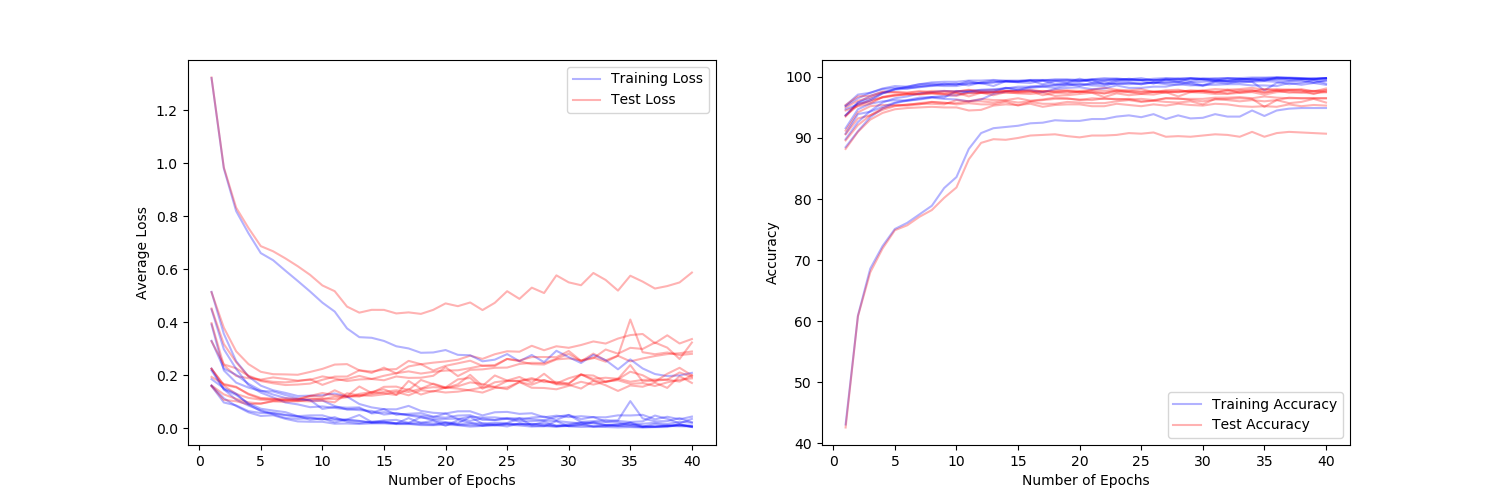 Training Loss
Test Loss
Average Loss
1.2
1.0
0.8
0.6
0.4
0.2
0.0
0 5 10 15 20 25 30 35 40
Number of Epochs
Accuracy
100
90
80
70
60
50
40
Training Accuracy
Test Accuracy
0 5 10 15 20 25 30 35 40
Number of Epochs